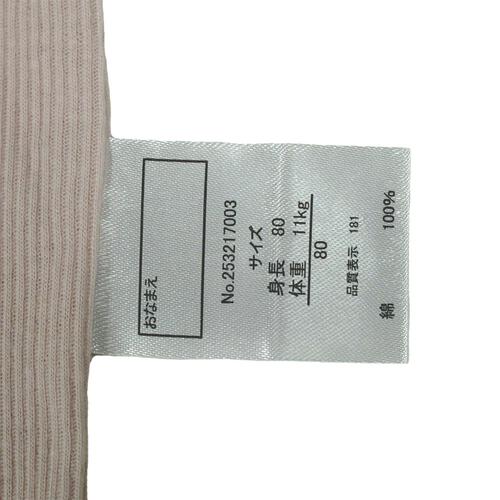 おなまえ
No.253217003
サイズ
身長 80
体重 11kg
80
品質表示 181
綿 100%